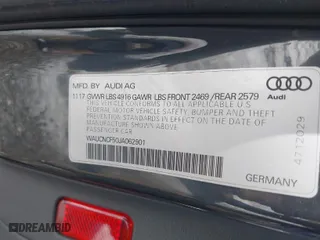 MFD BY: AUDI AG
11/17 GVWR LBS 4916 GAWR LBS FRONT 2469 / REAR 2579
THIS VEHICLE CONFORMS TO ALL APPLICABLE U.S.
FEDERAL MOTOR VEHICLE SAFETY, BUMPER AND THEFT
PREVENTION STANDARDS IN EFFECT ON THE DATE OF
MANUFACTURE SHOWN ABOVE.
PASSENGER CAR
WAUCNCF50JA062901
Audi
4712029
GERMANY
DREAMBID